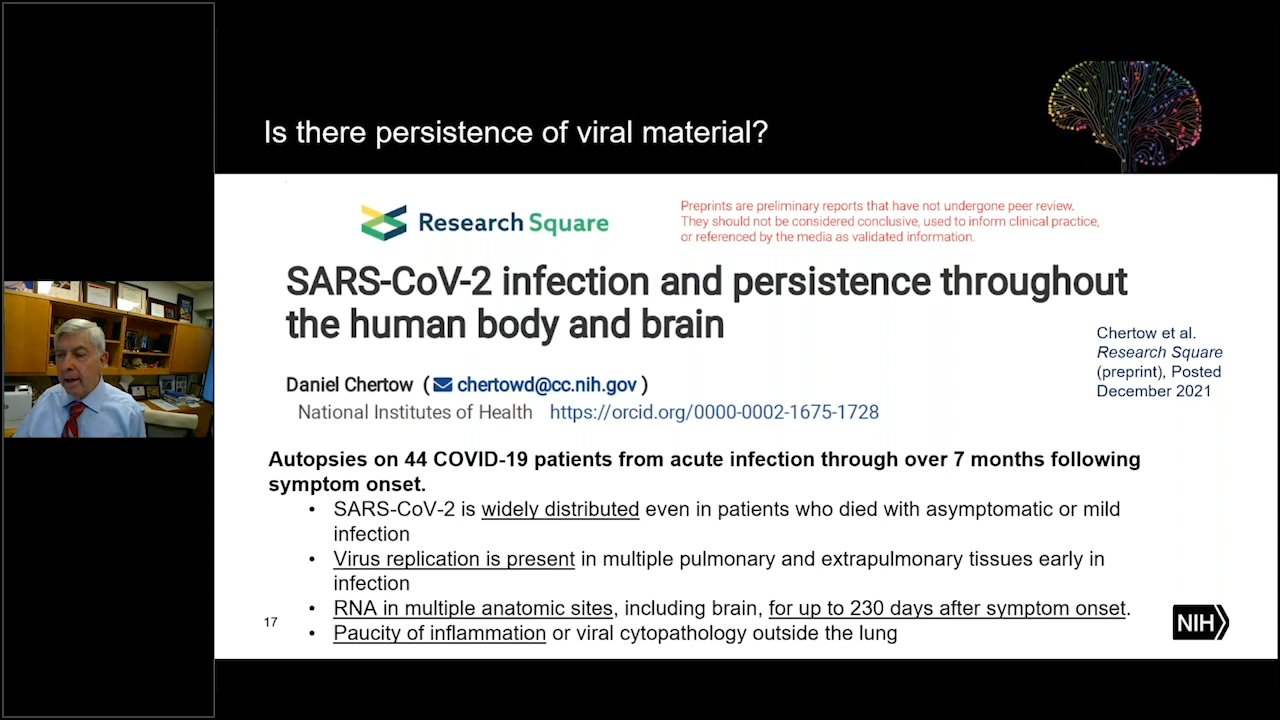 Is there persistence of viral material?
Research Square
Preprints are preliminary reports that have not undergone peer review.
They should not be considered conclusive, used to inform clinical practice,
or referenced by the media as validated information.
SARS-CoV-2 infection and persistence throughout
the human body and brain
Chertow et al.
Research Square
(preprint), Posted
December 2021
Daniel Chertow ( chertowd@cc.nih.gov )
National Institutes of Health https://orcid.org/0000-0002-1675-1728
Autopsies on 44 COVID-19 patients from acute infection through over 7 months following
symptom onset.
• SARS-CoV-2 is widely distributed even in patients who died with asymptomatic or mild
infection
• Virus replication is present in multiple pulmonary and extrapulmonary tissues early in
infection
• RNA in multiple anatomic sites, including brain, for up to 230 days after symptom onset.
• Paucity of inflammation or viral cytopathology outside the lung
17
NIH